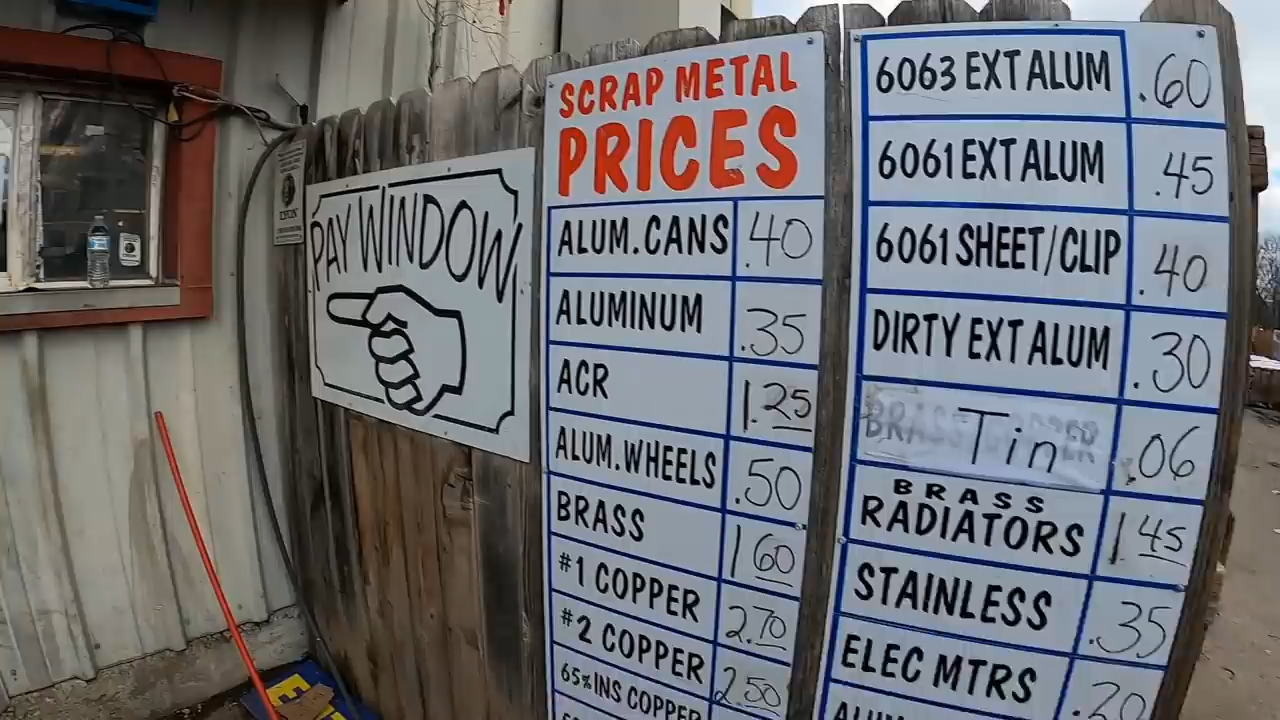 PAY WINDOW
SCRAP METAL
PRICES
ALUM. CANS .40
ALUMINUM .35
ACR 1.25
ALUM. WHEELS .50
BRASS 1.60
#1 COPPER 2.70
#2 COPPER 2.50
65% INS COPPER
6063 EXT ALUM .60
6061 EXT ALUM .45
6061 SHEET/CLIP .40
DIRTY EXT ALUM .30
Tin .06
BRASS
RADIATORS 1.45
STAINLESS .35
ELEC MTRS .20
ALUM